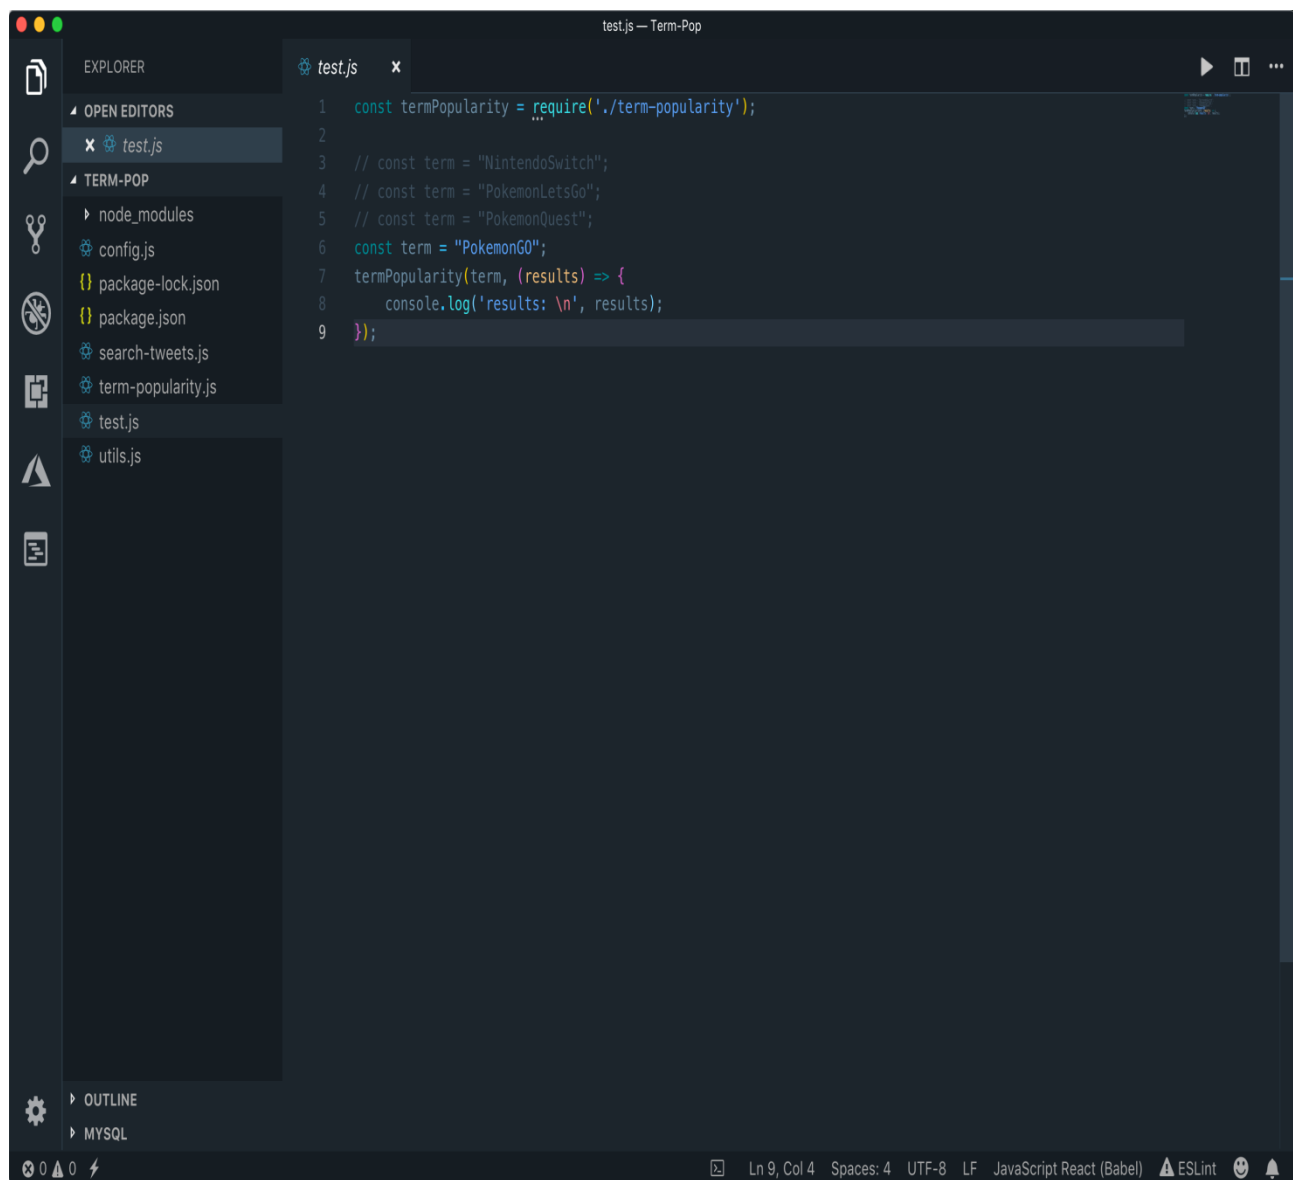 test.js — Term-Pop
EXPLORER
OPEN EDITORS
test.js
TERM-POP
node_modules
config.js
{} package-lock.json
{} package.json
search-tweets.js
term-popularity.js
test.js
utils.js
OUTLINE
MYSQL
test.js
1 const termPopularity = require('./term-popularity');
2
3 // const term = "NintendoSwitch";
4 // const term = "PokemonLetsGo";
5 // const term = "PokemonQuest";
6 const term = "PokemonGO";
7 termPopularity(term, (results) => {
8 console.log('results: \n', results);
9 });
0 0 Ln 9, Col 4 Spaces: 4 UTF-8 LF JavaScript React (Babel) ESLint